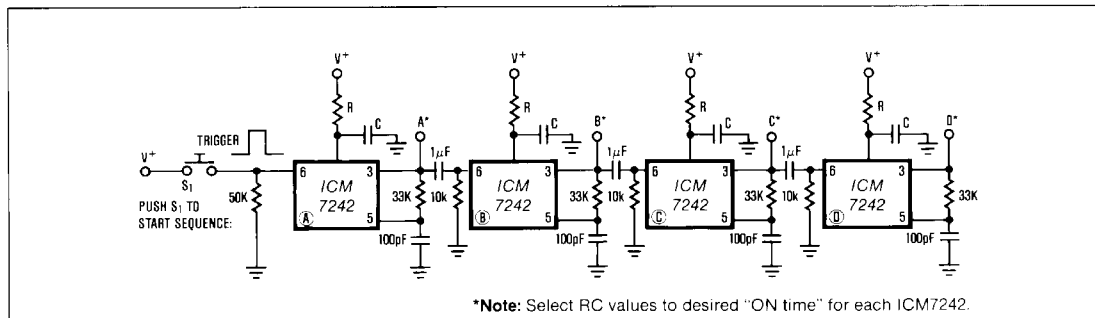 V+ V+ V+ V+
R R R R
A* B* C* D*
C C C C
TRIGGER
1µF 1µF 1µF
V+
S1
6 3 6 3 6 3 6 3
ICM ICM ICM ICM
7242 7242 7242 7242
50K 33K 10k 33K 10k 33K 10k 33K
PUSH S1 TO
START SEQUENCE:
A 5 B 5 C 5 D 5
100pF 100pF 100pF 100pF
*Note: Select RC values to desired "ON time" for each ICM7242.